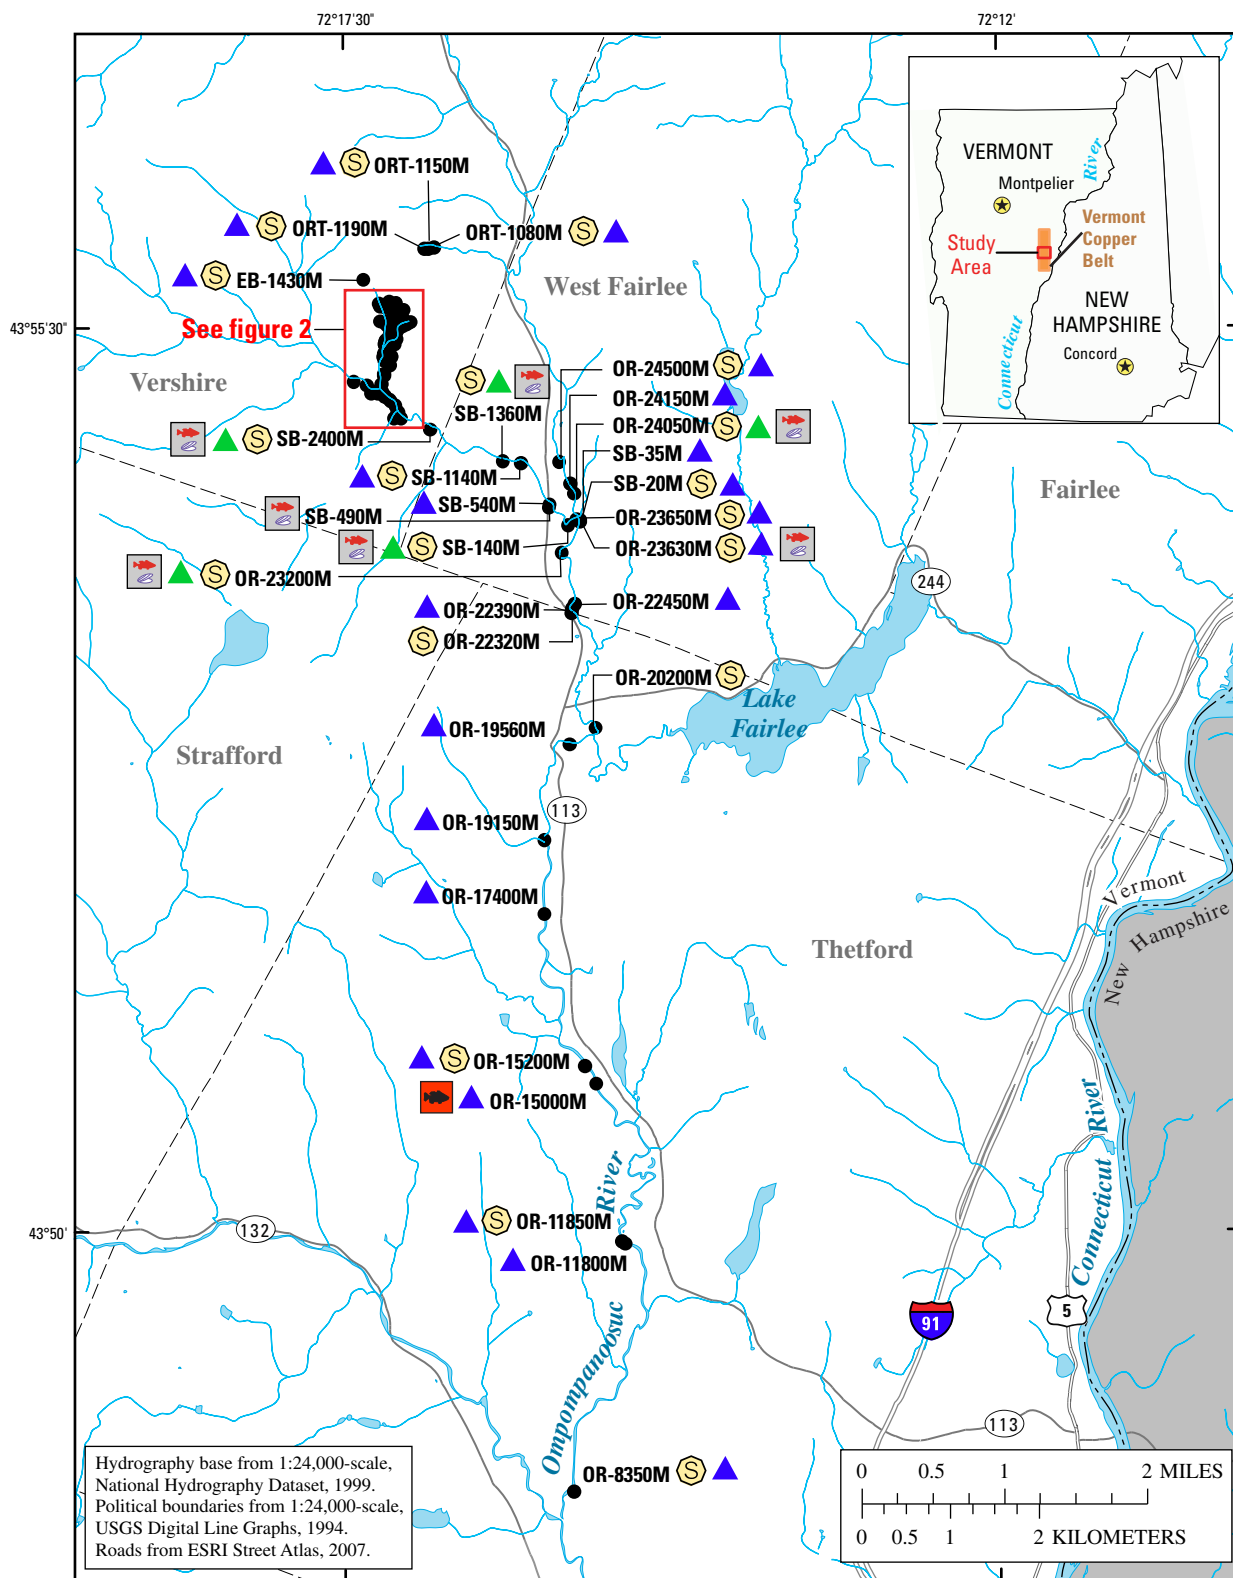 72°17'30"
72°12'
VERMONT
Montpelier
River
Study
Area
Vermont
Copper
Belt
NEW
HAMPSHIRE
Concord
Connecticut
S ORT-1150M
S ORT-1190M
ORT-1080M S
S EB-1430M
West Fairlee
43°55'30"
See figure 2
Vershire
OR-24500M S
OR-24150M
S
SB-1360M
OR-24050M S
S SB-2400M
SB-35M
S SB-1140M
SB-20M S
Fairlee
SB-540M
SB-490M
OR-23650M S
S SB-140M
OR-23630M S
S OR-23200M
244
OR-22390M
OR-22450M
S OR-22320M
OR-20200M S
Lake
Fairlee
OR-19560M
Strafford
113
OR-19150M
OR-17400M
Vermont
New Hampshire
Thetford
S OR-15200M
OR-15000M
Connecticut River
Ompompanoosuc River
43°50'
132
S OR-11850M
OR-11800M
91
5
113
OR-8350M S
Hydrography base from 1:24,000-scale,
National Hydrography Dataset, 1999.
Political boundaries from 1:24,000-scale,
USGS Digital Line Graphs, 1994.
Roads from ESRI Street Atlas, 2007.
0 0.5 1 2 MILES
0 0.5 1 2 KILOMETERS